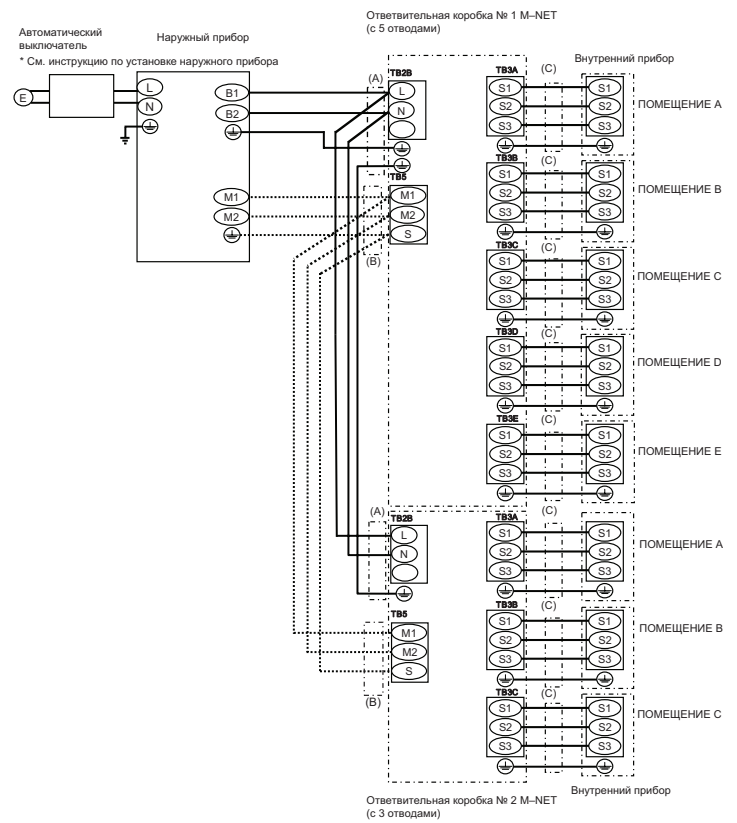 Ответвительная коробка № 1 M–NET
(с 5 отводами)
Автоматический
выключатель
Наружный прибор
* См. инструкцию по установке наружного прибора
Внутренний прибор
E
L
N
B1
B2
M1
M2
(A)
TB2B
L
N
TB5
M1
M2
S
(B)
TB3A
(C)
S1
S1
S2
S2
S3
S3
ПОМЕЩЕНИЕ A
TB3B
(C)
S1
S1
S2
S2
S3
S3
ПОМЕЩЕНИЕ B
TB3C
(C)
S1
S1
S2
S2
S3
S3
ПОМЕЩЕНИЕ C
TB3D
(C)
S1
S1
S2
S2
S3
S3
ПОМЕЩЕНИЕ D
TB3E
(C)
S1
S1
S2
S2
S3
S3
ПОМЕЩЕНИЕ E
(A)
TB2B
L
N
TB5
M1
M2
S
(B)
TB3A
(C)
S1
S1
S2
S2
S3
S3
ПОМЕЩЕНИЕ A
TB3B
(C)
S1
S1
S2
S2
S3
S3
ПОМЕЩЕНИЕ B
TB3C
(C)
S1
S1
S2
S2
S3
S3
ПОМЕЩЕНИЕ C
Внутренний прибор
Ответвительная коробка № 2 M–NET
(с 3 отводами)